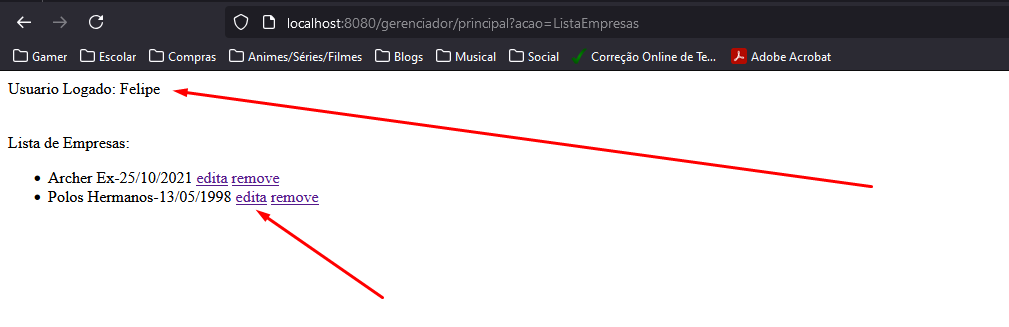 localhost:8080/gerenciador/principal?acao=ListaEmpresas
Gamer Escolar Compras Animes/Séries/Filmes Blogs Musical Social Correção Online de Te... Adobe Acrobat
Usuario Logado: Felipe
Lista de Empresas:
Archer Ex-25/10/2021 edita remove
Polos Hermanos-13/05/1998 edita remove